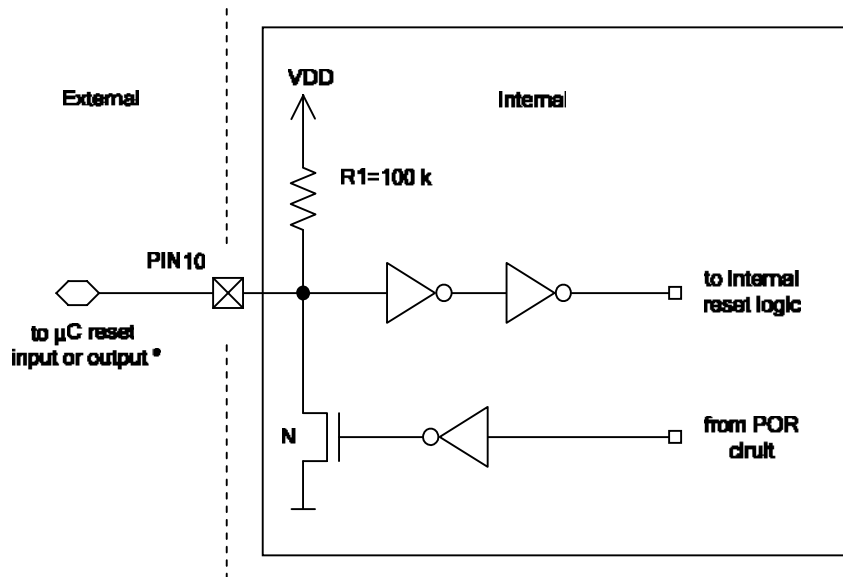 External
VDD
Internal
R1=100 k
PIN10
to µC reset
input or output *
to internal
reset logic
N
from POR
ciruit